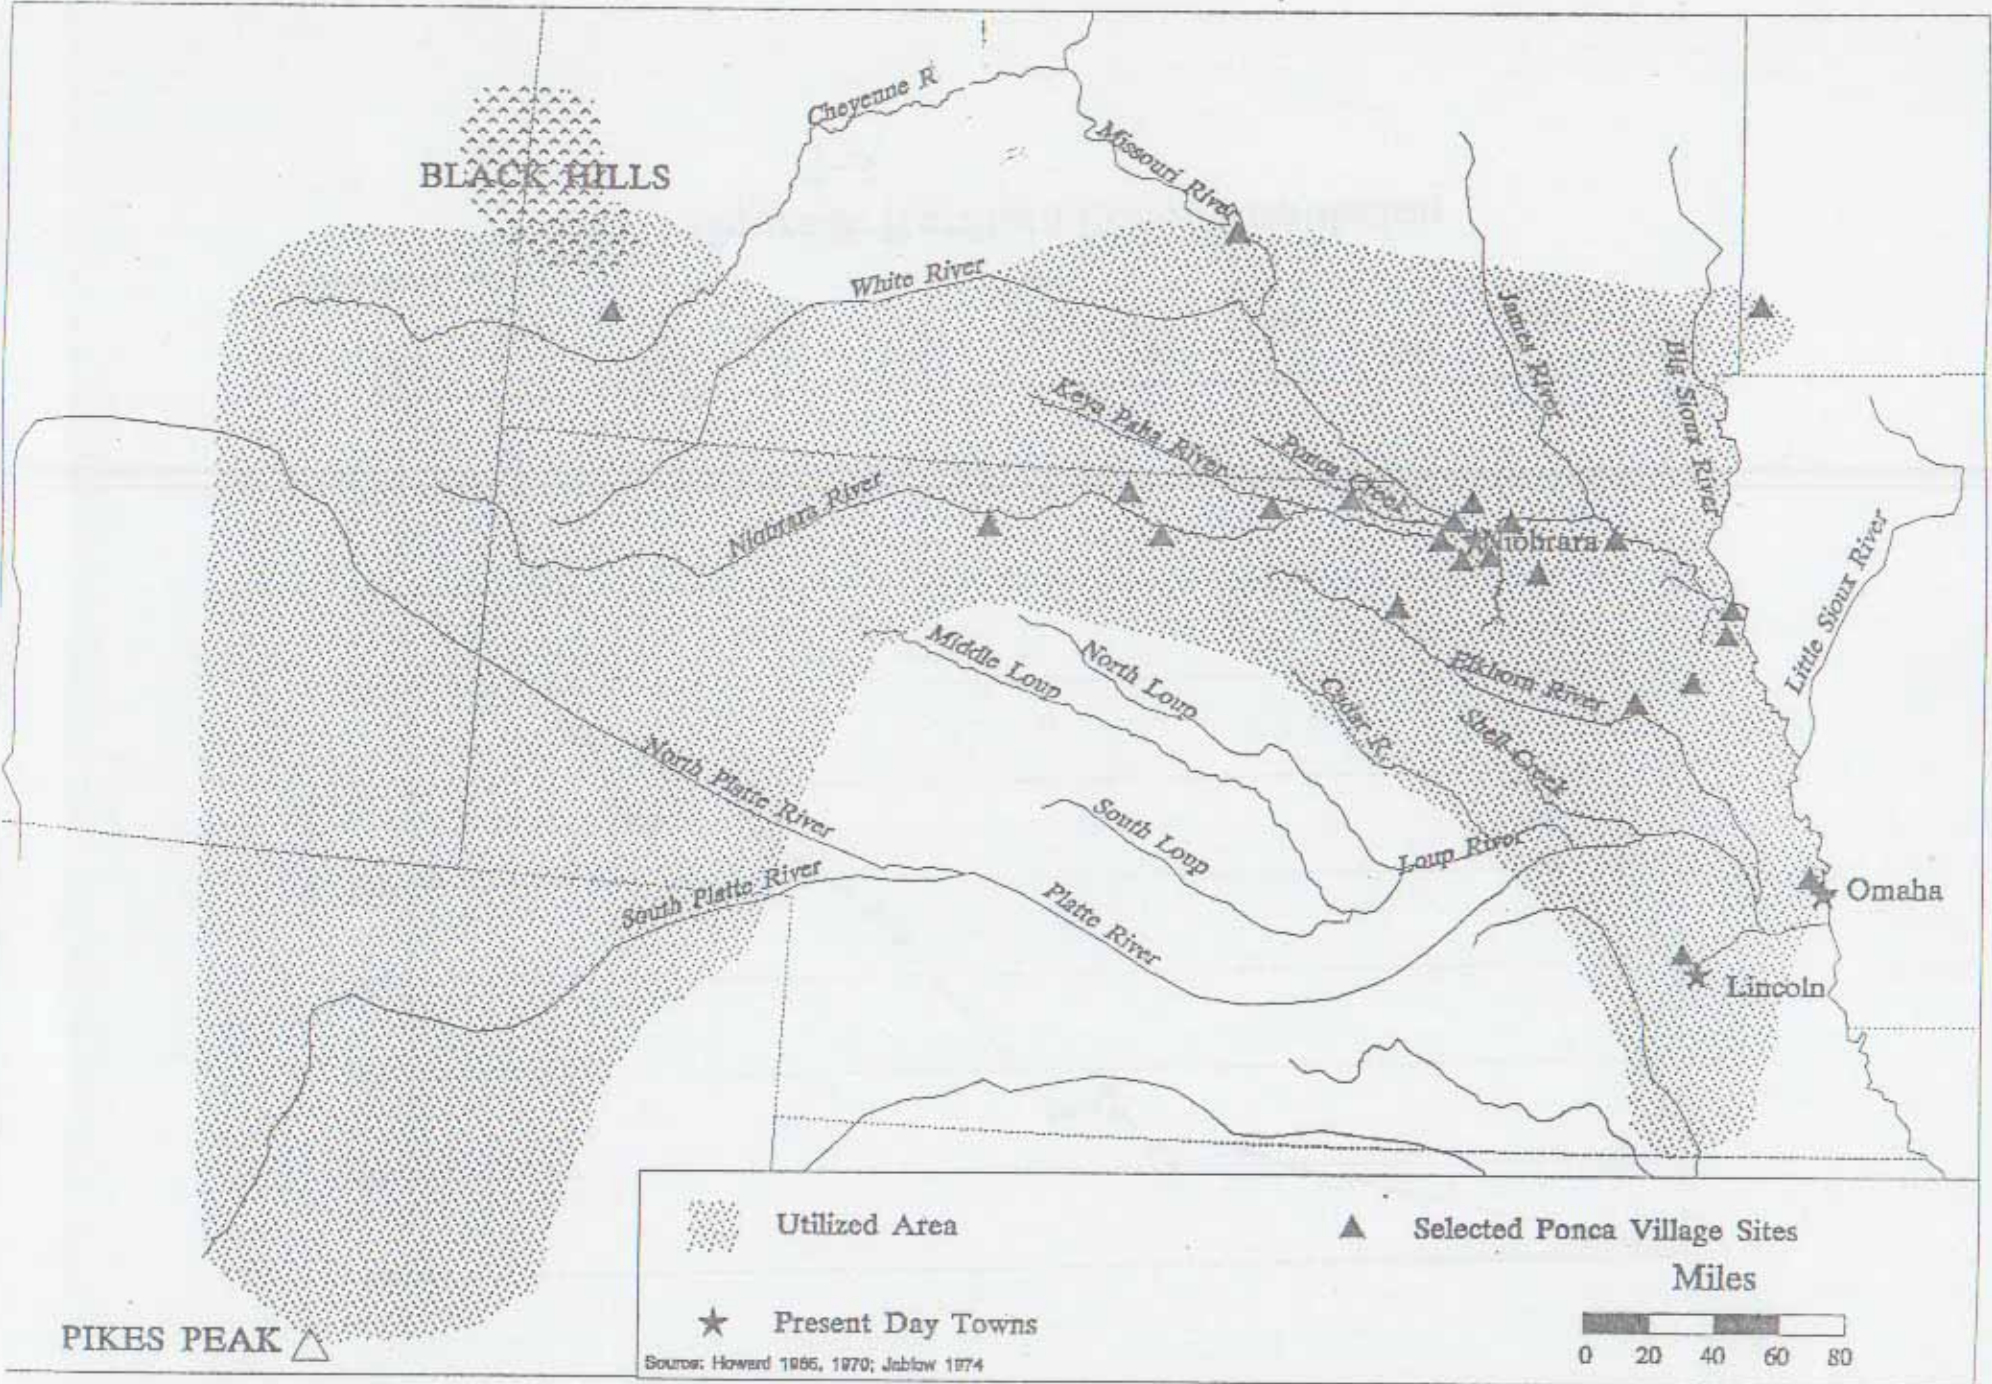 Cheyenne R
Missouri River
BLACK HILLS
White River
James River
Big Sioux River
Keya Paha River
Ponca Creek
Niobrara River
Niobrara
Little Sioux River
Middle Loup
North Loup
Elkhorn River
Cedar R.
Shell Creek
North Platte River
South Loup
Loup River
South Platte River
Platte River
Omaha
Lincoln
Utilized Area
Selected Ponca Village Sites
Miles
Present Day Towns
0 20 40 60 80
PIKES PEAK
Source: Howard 1965, 1970; Jablow 1974